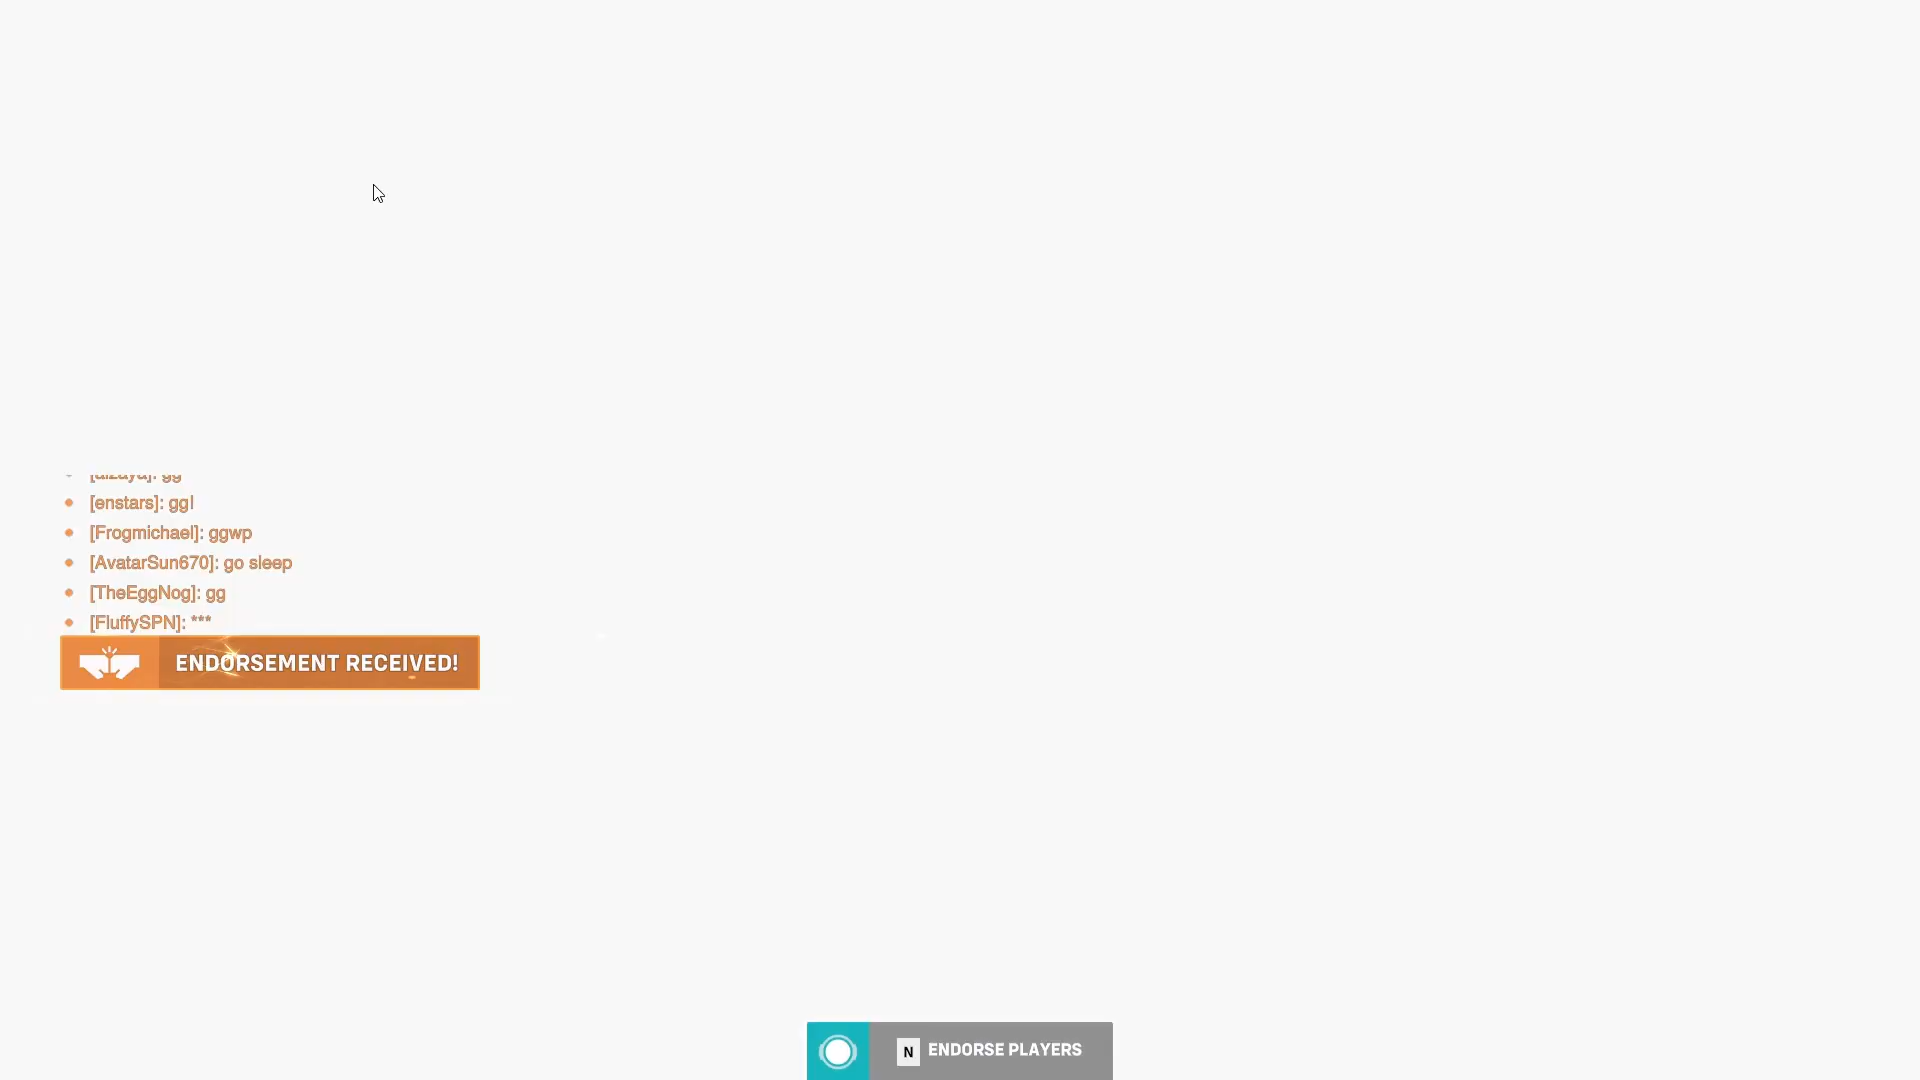 [enstars]: gg!
[Frogmichael]: ggwp
[AvatarSun670]: go sleep
[TheEggNog]: gg
[FluffySPN]: ***
ENDORSEMENT RECEIVED!
N ENDORSE PLAYERS